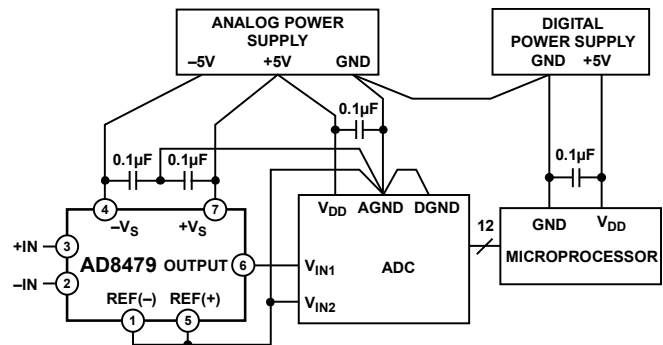 ANALOG POWER
SUPPLY
–5V +5V GND
DIGITAL
POWER SUPPLY
GND +5V
0.1µF
0.1µF 0.1µF
0.1µF
4 7
–VS +VS
VDD AGND DGND
12
GND VDD
MICROPROCESSOR
+IN 3
–IN 2
AD8479 OUTPUT 6
VIN1
ADC
VIN2
REF(–) REF(+)
1 5